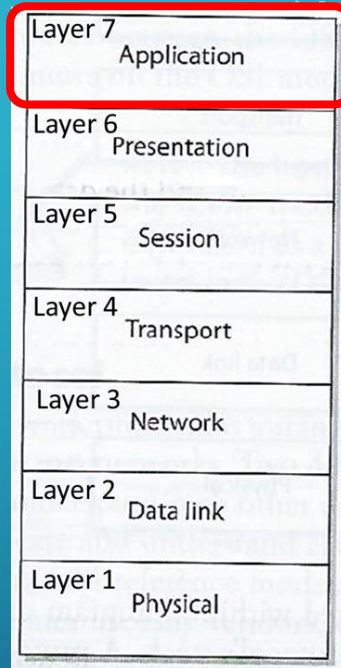 Layer 7
Application
Layer 6
Presentation
Layer 5
Session
Layer 4
Transport
Layer 3
Network
Layer 2
Data link
Layer 1
Physical